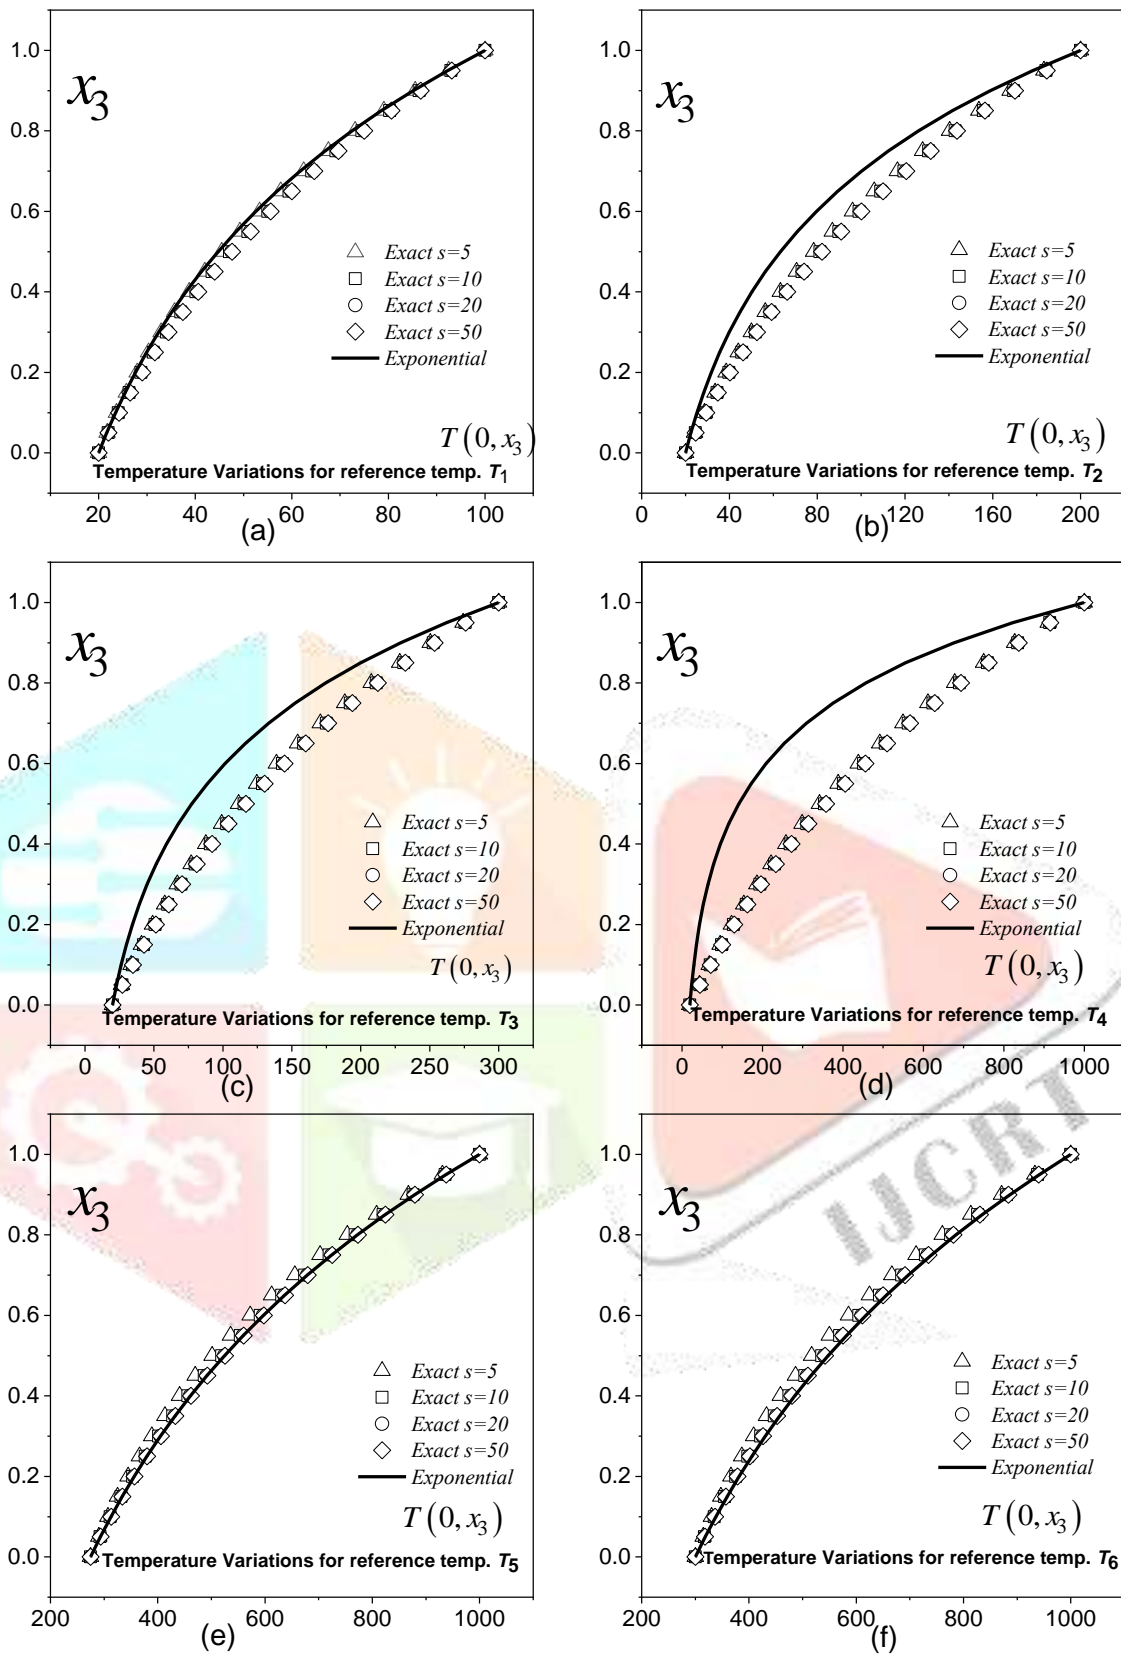 1.0
0.8
0.6
0.4
0.2
0.0
x3
Exact s=5
Exact s=10
Exact s=20
Exact s=50
Exponential
T(0, x3)
Temperature Variations for reference temp. T1
20 40 60 80 100
(a)
1.0
0.8
0.6
0.4
0.2
0.0
x3
Exact s=5
Exact s=10
Exact s=20
Exact s=50
Exponential
T(0, x3)
Temperature Variations for reference temp. T2
0 40 80 120 160 200
(b)
1.0
0.8
0.6
0.4
0.2
0.0
x3
Exact s=5
Exact s=10
Exact s=20
Exact s=50
Exponential
T(0, x3)
Temperature Variations for reference temp. T3
0 50 100 150 200 250 300
(c)
1.0
0.8
0.6
0.4
0.2
0.0
x3
Exact s=5
Exact s=10
Exact s=20
Exact s=50
Exponential
T(0, x3)
Temperature Variations for reference temp. T4
0 200 400 600 800 1000
(d)
1.0
0.8
0.6
0.4
0.2
0.0
x3
Exact s=5
Exact s=10
Exact s=20
Exact s=50
Exponential
T(0, x3)
Temperature Variations for reference temp. T5
200 400 600 800 1000
(e)
1.0
0.8
0.6
0.4
0.2
0.0
x3
IJCRT
Exact s=5
Exact s=10
Exact s=20
Exact s=50
Exponential
T(0, x3)
Temperature Variations for reference temp. T6
200 400 600 800 1000
(f)